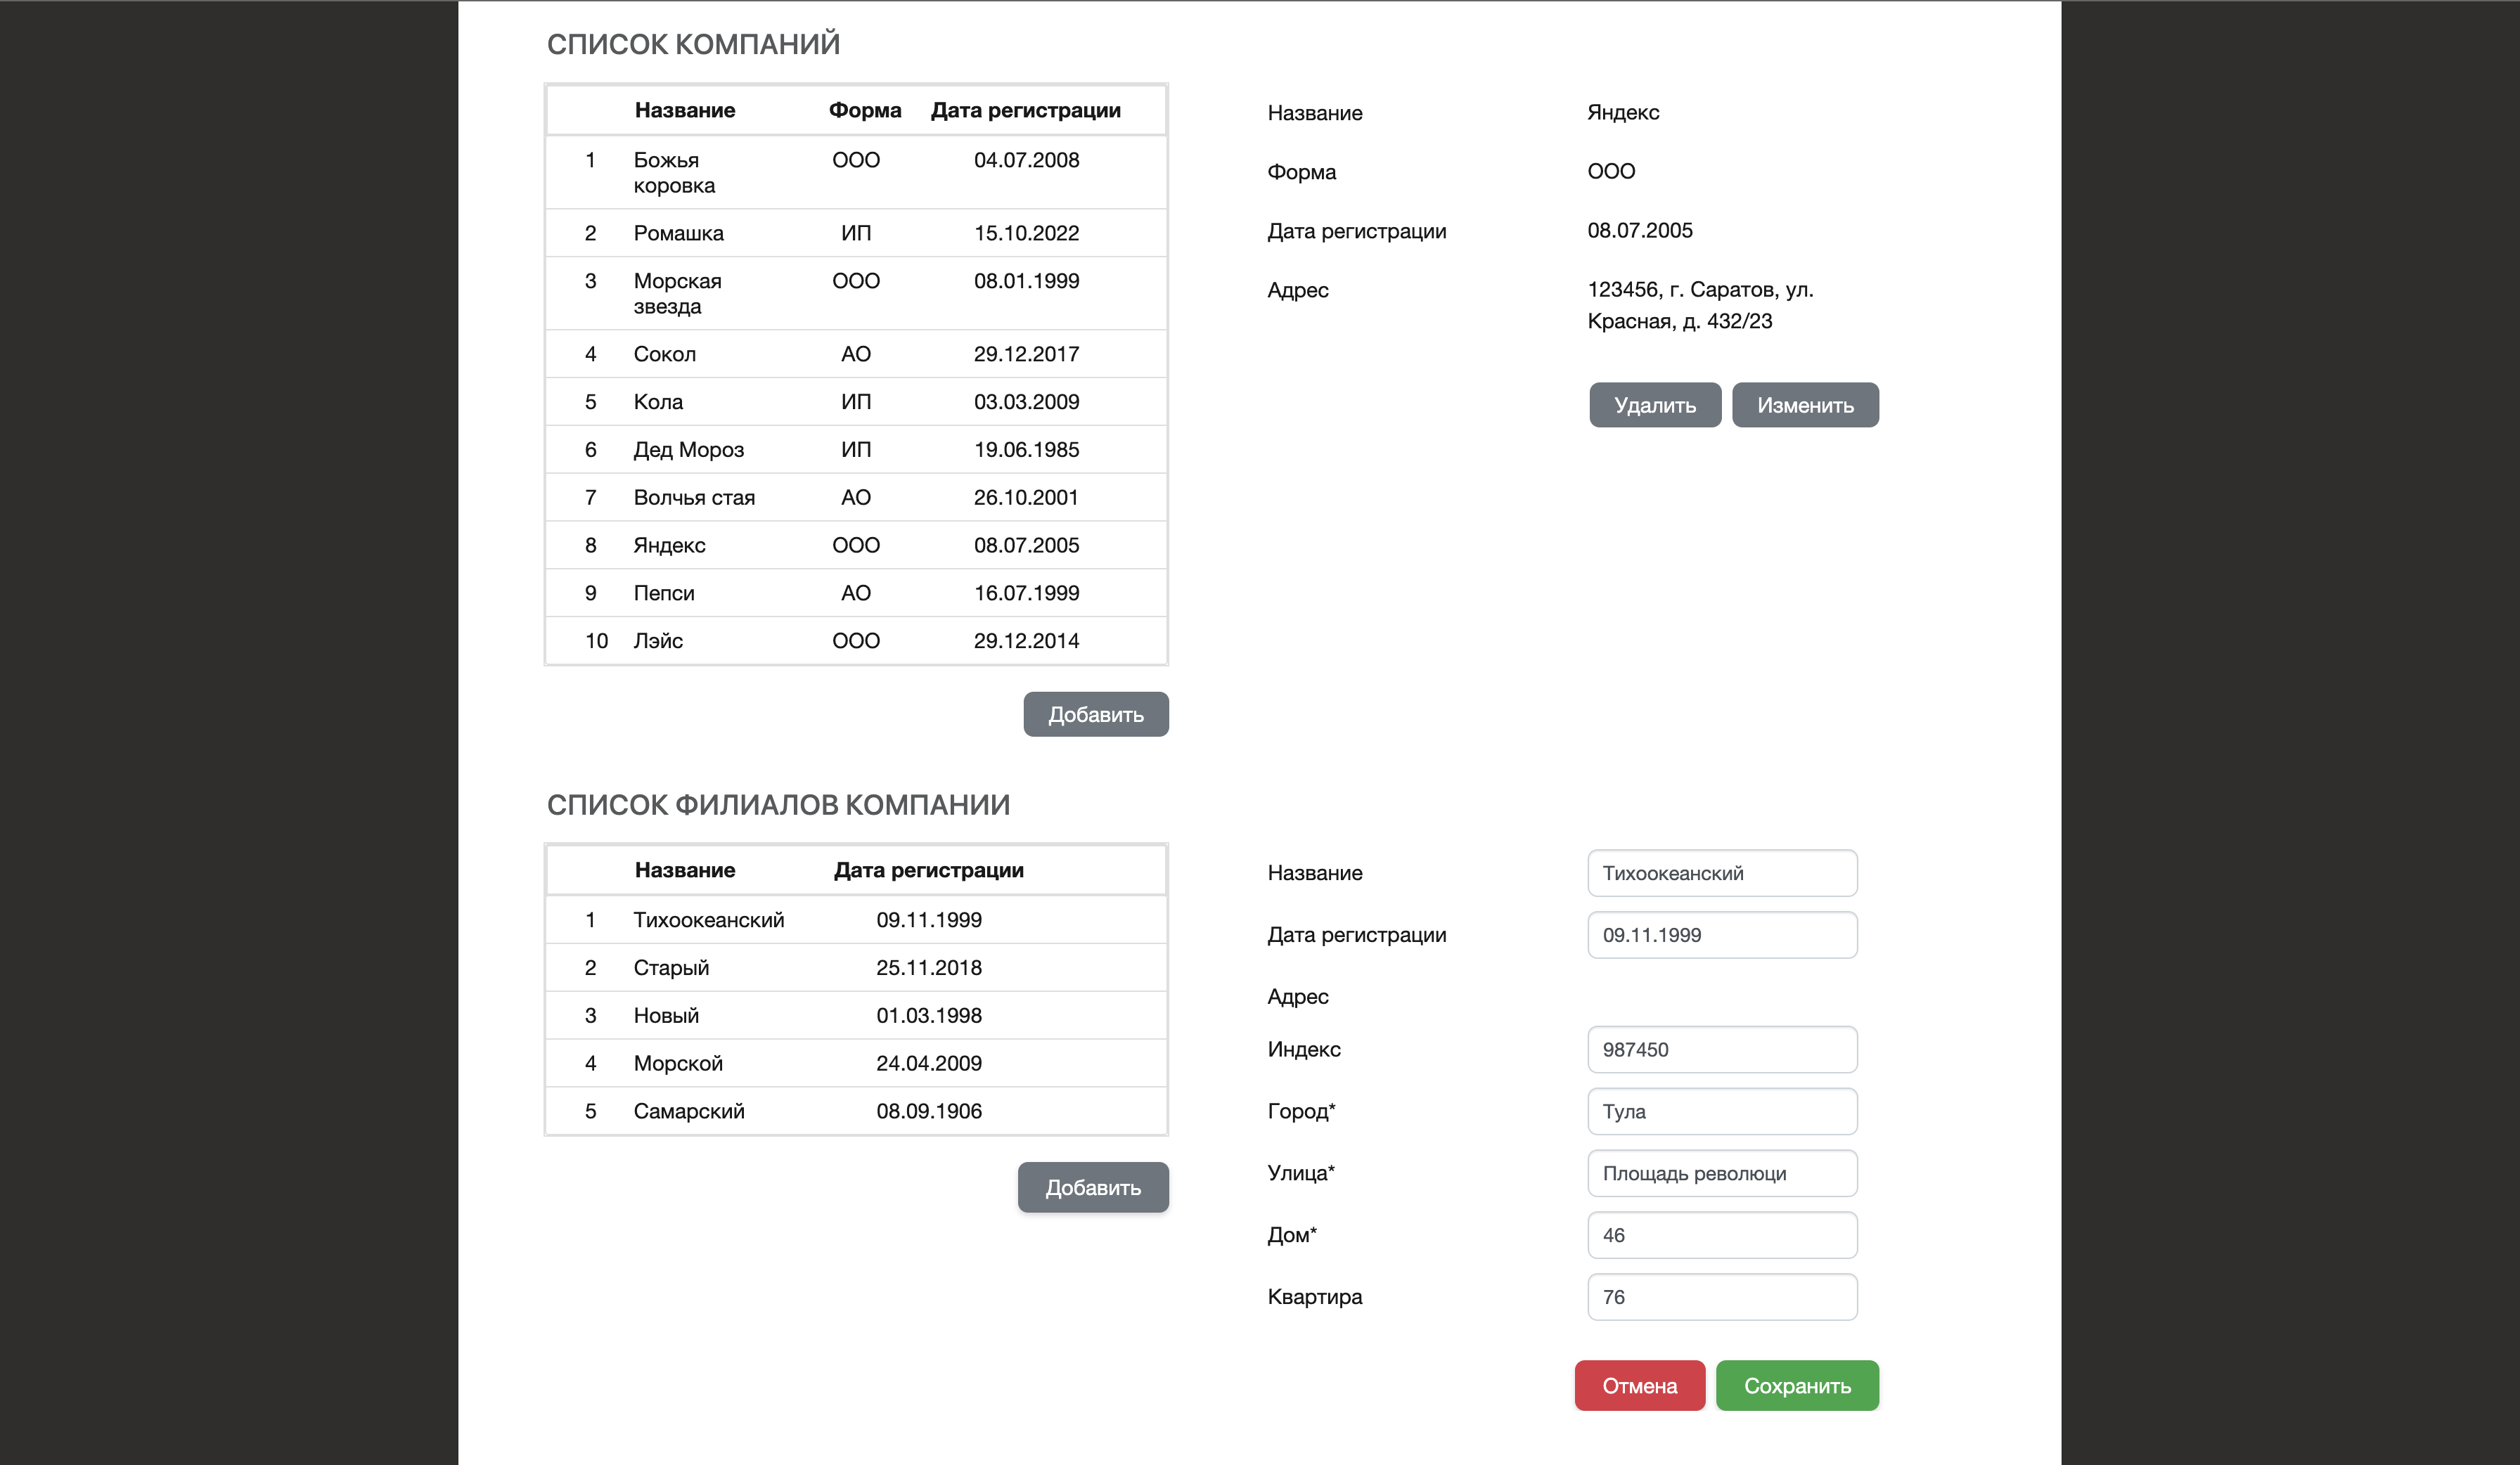 СПИСОК КОМПАНИЙ
Название Форма Дата регистрации
1 Божья коровка ООО 04.07.2008
2 Ромашка ИП 15.10.2022
3 Морская звезда ООО 08.01.1999
4 Сокол АО 29.12.2017
5 Кола ИП 03.03.2009
6 Дед Мороз ИП 19.06.1985
7 Волчья стая АО 26.10.2001
8 Яндекс ООО 08.07.2005
9 Пепси АО 16.07.1999
10 Лэйс ООО 29.12.2014
Добавить
Название Яндекс
Форма ООО
Дата регистрации 08.07.2005
Адрес 123456, г. Саратов, ул.
Красная, д. 432/23
Удалить Изменить
СПИСОК ФИЛИАЛОВ КОМПАНИИ
Название Дата регистрации
1 Тихоокеанский 09.11.1999
2 Старый 25.11.2018
3 Новый 01.03.1998
4 Морской 24.04.2009
5 Самарский 08.09.1906
Добавить
Название Тихоокеанский
Дата регистрации 09.11.1999
Адрес
Индекс 987450
Город* Тула
Улица* Площадь революци
Дом* 46
Квартира 76
Отмена Сохранить